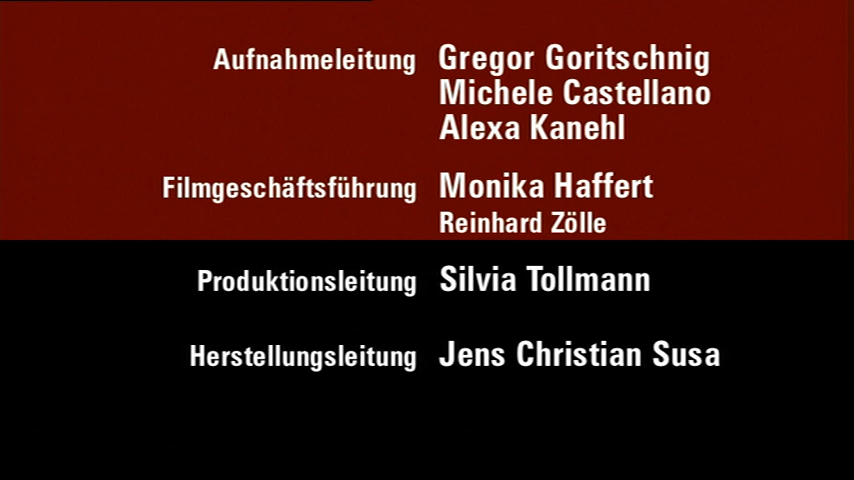 Aufnahmeleitung Gregor Goritschnig
Michele Castellano
Alexa Kanehl
Filmgeschäftsführung Monika Haffert
Reinhard Zölle
Produktionsleitung Silvia Tollmann
Herstellungsleitung Jens Christian Susa